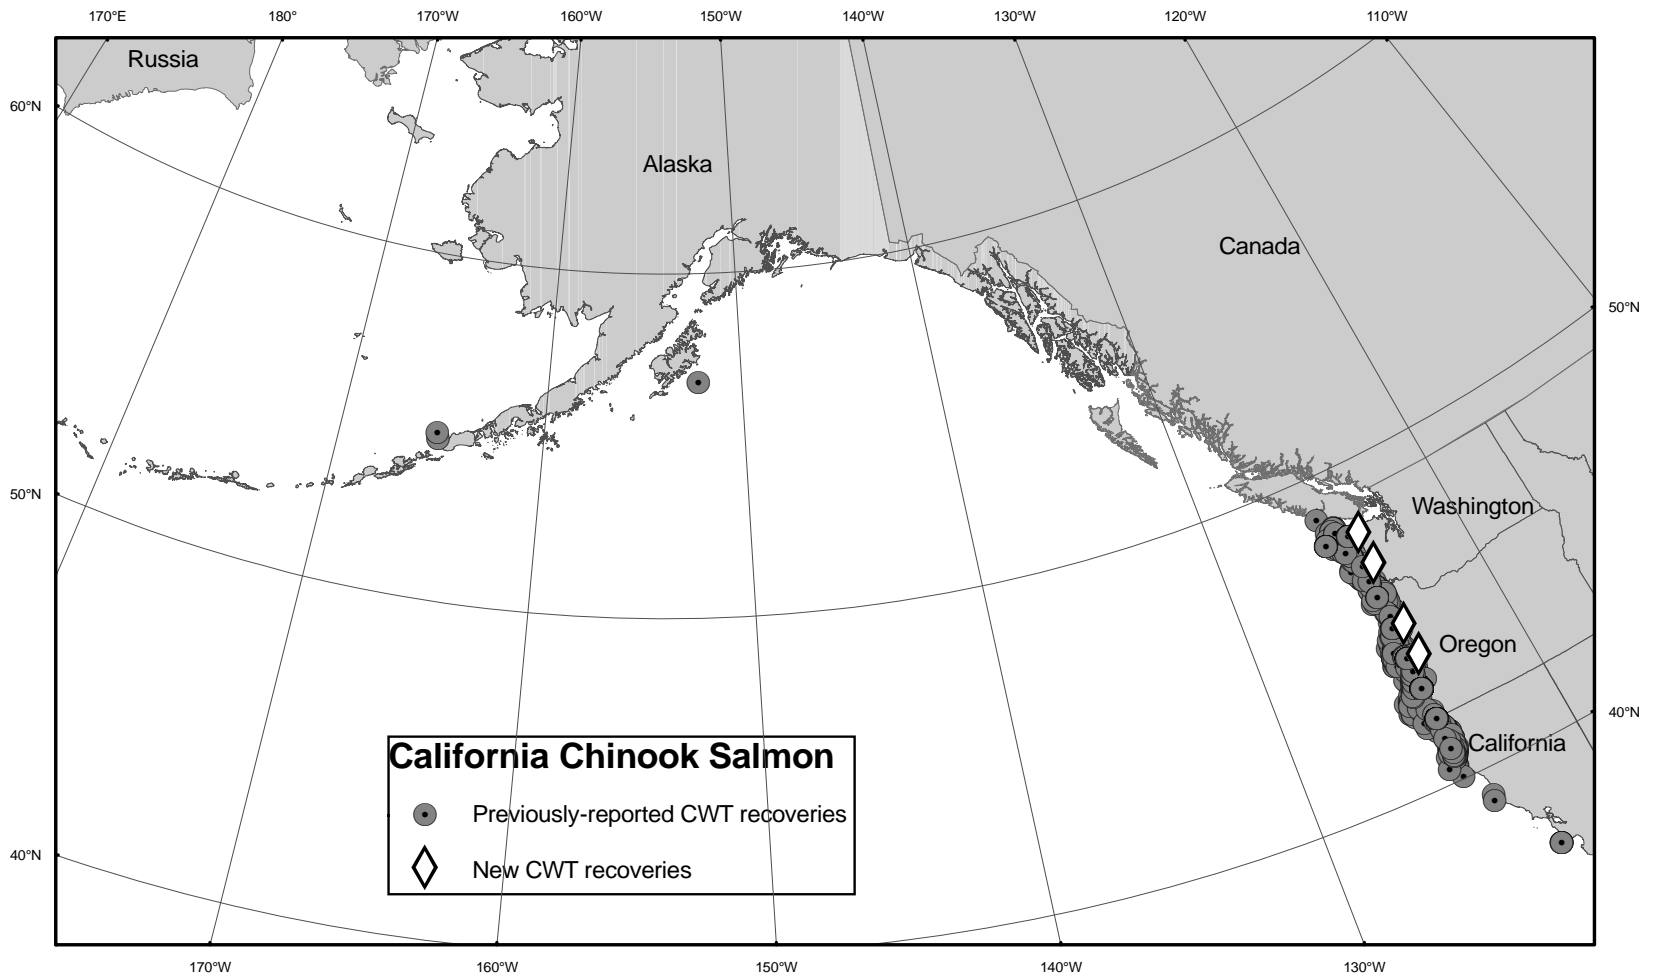 170°E 180° 170°W 160°W 150°W 140°W 130°W 120°W 110°W
Russia
60°N
Alaska
Canada
50°N
50°N
Washington
Oregon
40°N
California
California Chinook Salmon
Previously-reported CWT recoveries
40°N
New CWT recoveries
170°W 160°W 150°W 140°W 130°W